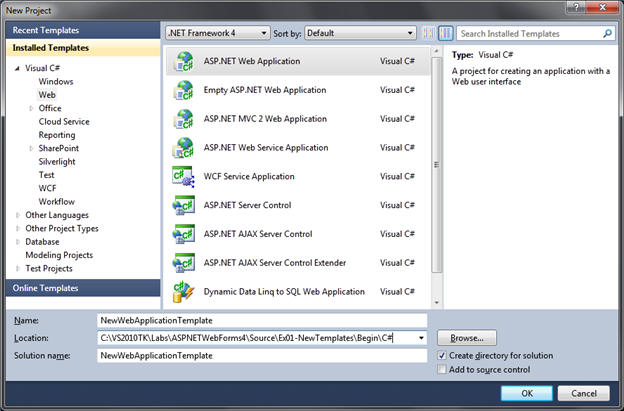 New Project
Recent Templates
Installed Templates
Visual C#
Windows
Web
Office
Cloud Service
Reporting
SharePoint
Silverlight
Test
WCF
Workflow
Other Languages
Other Project Types
Database
Modeling Projects
Test Projects
Online Templates
.NET Framework 4 Sort by: Default
ASP.NET Web Application Visual C#
Empty ASP.NET Web Application Visual C#
ASP.NET MVC 2 Web Application Visual C#
ASP.NET Web Service Application Visual C#
WCF Service Application Visual C#
ASP.NET Server Control Visual C#
ASP.NET AJAX Server Control Visual C#
ASP.NET AJAX Server Control Extender Visual C#
Dynamic Data Linq to SQL Web Application Visual C#
Search Installed Templates
Type: Visual C#
A project for creating an application with a
Web user interface
Name: NewWebApplicationTemplate
Location: C:\VS2010TK\Labs\ASPNETWebForms4\Source\Ex01-NewTemplates\Begin\C# Browse...
Solution name: NewWebApplicationTemplate
Create directory for solution
Add to source control
OK Cancel